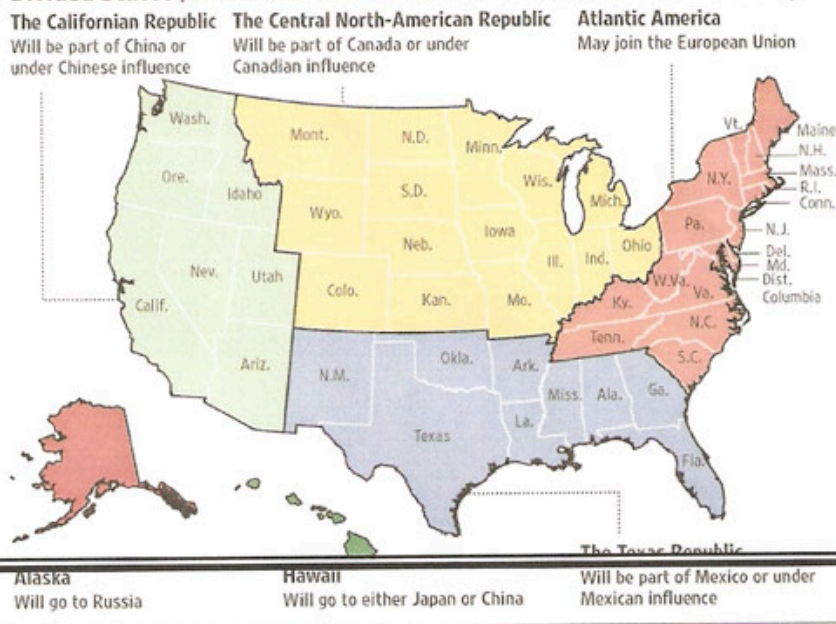 The Californian Republic
Will be part of China or
under Chinese influence
The Central North-American Republic
Will be part of Canada or under
Canadian influence
Atlantic America
May join the European Union
Wash.
Ore.
Idaho
Calif.
Nev.
Utah
Ariz.
Mont.
N.D.
Minn.
Wyo.
S.D.
Wis.
Mich.
Neb.
Iowa
Ill.
Ind.
Ohio
Colo.
Kan.
Mo.
Vt.
Maine
N.H.
Mass.
R.I.
Conn.
N.Y.
Pa.
N.J.
Del.
Md.
Dist.
Columbia
W.Va.
Va.
Ky.
N.C.
Tenn.
S.C.
N.M.
Okla.
Ark.
Texas
La.
Miss.
Ala.
Ga.
Fla.
The Texas Republic
Will be part of Mexico or under
Mexican influence
Alaska
Will go to Russia
Hawaii
Will go to either Japan or China